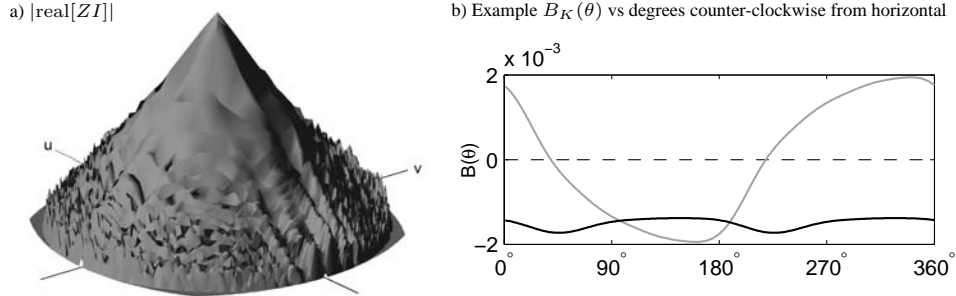 a) |real[ZI]|
b) Example B_K(θ) vs degrees counter-clockwise from horizontal
x 10⁻³
2
0
−2
B(θ)
0° 90° 180° 270° 360°
u
v